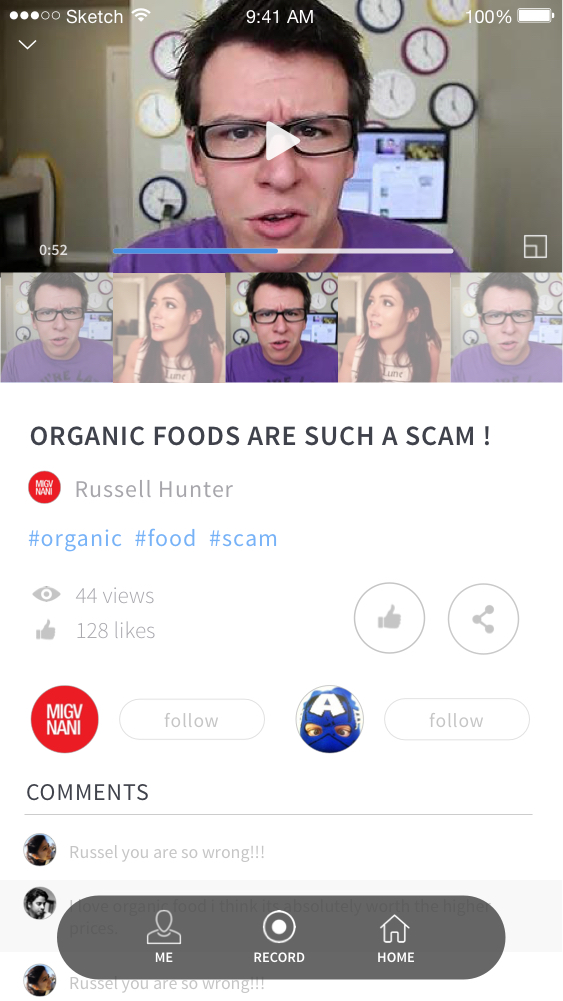 Sketch 9:41 AM 100%
0:52
ORGANIC FOODS ARE SUCH A SCAM !
MIGV
NANI
Russell Hunter
#organic #food #scam
44 views
128 likes
MIGV
NANI
follow
A
follow
COMMENTS
Russel you are so wrong!!!
I love organic food i think its absolutely worth the higher
prices.
ME RECORD HOME
Russel you are so wrong!!!